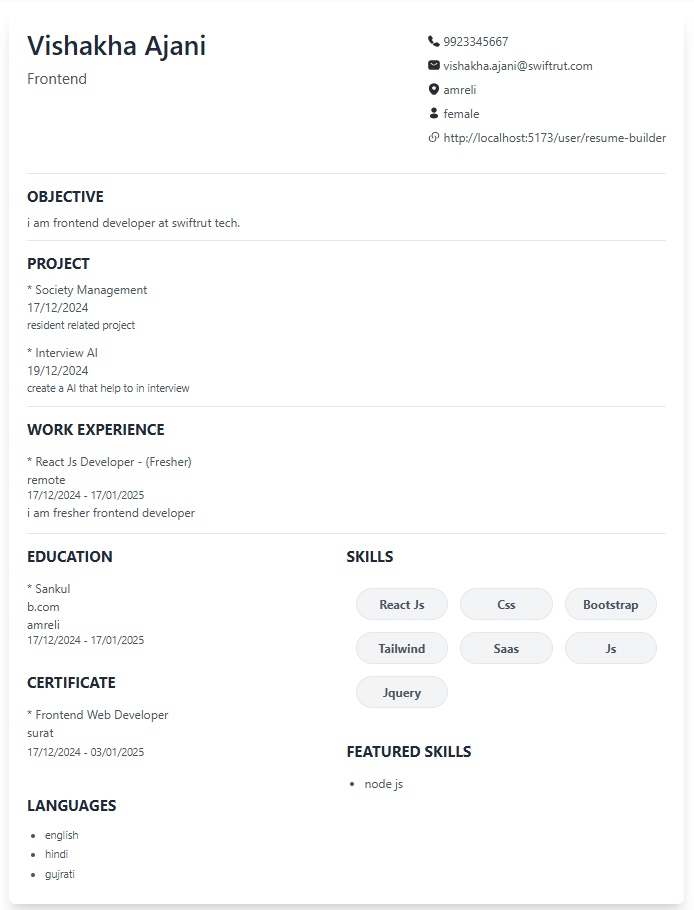 Vishakha Ajani
Frontend
9923345667
vishakha.ajani@swiftrut.com
amreli
female
http://localhost:5173/user/resume-builder
OBJECTIVE
i am frontend developer at swiftrut tech.
PROJECT
* Society Management
17/12/2024
resident related project
* Interview AI
19/12/2024
create a AI that help to in interview
WORK EXPERIENCE
* React Js Developer - (Fresher)
remote
17/12/2024 - 17/01/2025
i am fresher frontend developer
EDUCATION
* Sankul
b.com
amreli
17/12/2024 - 17/01/2025
CERTIFICATE
* Frontend Web Developer
surat
17/12/2024 - 03/01/2025
LANGUAGES
• english
• hindi
• gujrati
SKILLS
React Js Css Bootstrap
Tailwind Saas Js
Jquery
FEATURED SKILLS
• node js